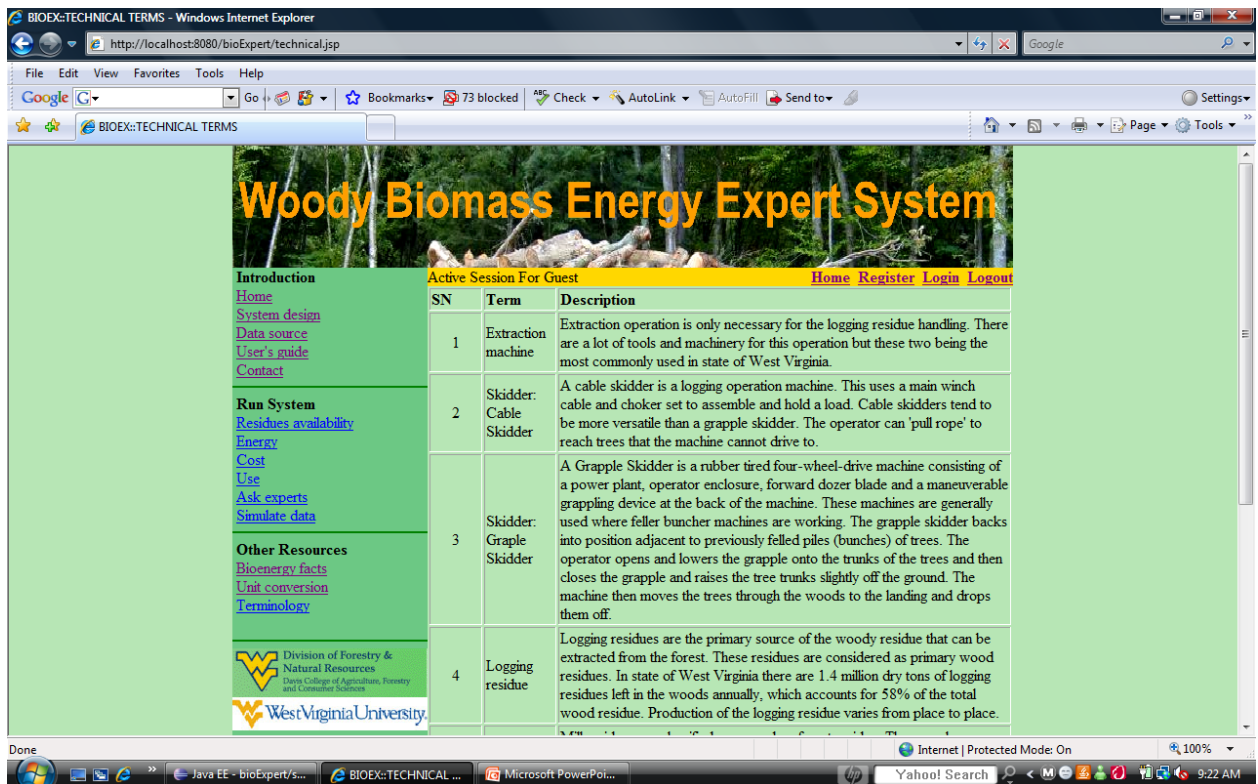 BIOEX::TECHNICAL TERMS - Windows Internet Explorer
http://localhost:8080/bioExpert/technical.jsp
Google
File Edit View Favorites Tools Help
Google G Go Bookmarks 73 blocked ABC Check AutoLink AutoFill Send to Settings
BIOEX::TECHNICAL TERMS
Page Tools
Woody Biomass Energy Expert System
Introduction
Home
System design
Data source
User's guide
Contact
Run System
Residues availability
Energy
Cost
Use
Ask experts
Simulate data
Other Resources
Bioenergy facts
Unit conversion
Terminology
Division of Forestry &
Natural Resources
Davis College of Agriculture, Forestry
and Consumer Sciences
WestVirginiaUniversity.
Active Session For Guest Home Register Login Logout
SN Term Description
1
Extraction
machine
Extraction operation is only necessary for the logging residue handling. There
are a lot of tools and machinery for this operation but these two being the
most commonly used in state of West Virginia.
2
Skidder:
Cable
Skidder
A cable skidder is a logging operation machine. This uses a main winch
cable and choker set to assemble and hold a load. Cable skidders tend to
be more versatile than a grapple skidder. The operator can 'pull rope' to
reach trees that the machine cannot drive to.
3
Skidder:
Graple
Skidder
A Grapple Skidder is a rubber tired four-wheel-drive machine consisting of
a power plant, operator enclosure, forward dozer blade and a maneuverable
grappling device at the back of the machine. These machines are generally
used where feller buncher machines are working. The grapple skidder backs
into position adjacent to previously felled piles (bunches) of trees. The
operator opens and lowers the grapple onto the trunks of the trees and then
closes the grapple and raises the tree trunks slightly off the ground. The
machine then moves the trees through the woods to the landing and drops
them off.
4
Logging
residue
Logging residues are the primary source of the woody residue that can be
extracted from the forest. These residues are considered as primary wood
residues. In state of West Virginia there are 1.4 million dry tons of logging
residues left in the woods annually, which accounts for 58% of the total
wood residue. Production of the logging residue varies from place to place.
Done Internet | Protected Mode: On 100%
Java EE - bioExpert/s... BIOEX::TECHNICAL ... Microsoft PowerPoi... hp Yahoo! Search 9:22 AM